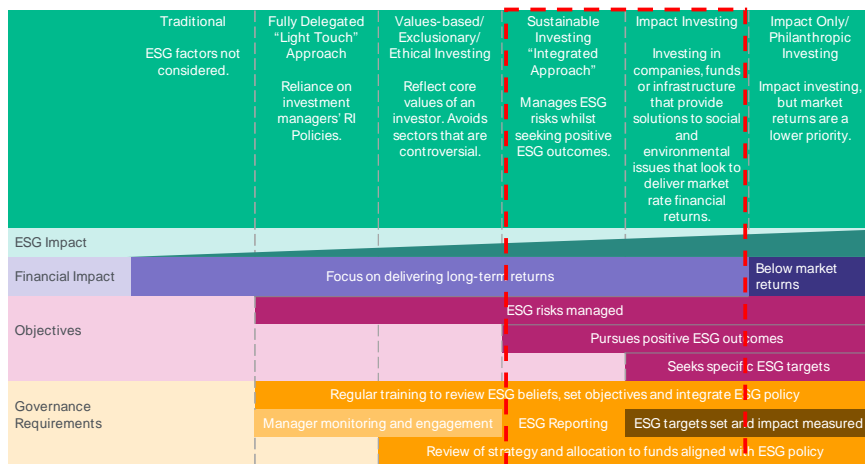 Traditional
ESG factors not
considered.
Fully Delegated
“Light Touch”
Approach
Reliance on
investment
managers’ RI
Policies.
Values-based/
Exclusionary/
Ethical Investing
Reflect core
values of an
investor. Avoids
sectors that are
controversial.
Sustainable
Investing
“Integrated
Approach”
Manages ESG
risks whilst
seeking positive
ESG outcomes.
Impact Investing
Investing in
companies, funds
or infrastructure
that provide
solutions to social
and
environmental
issues that look to
deliver market
rate financial
returns.
Impact Only/
Philanthropic
Investing
Impact investing,
but market
returns are a
lower priority.
ESG Impact
Financial Impact
Focus on delivering long-term returns
Below market
returns
Objectives
ESG risks managed
Pursues positive ESG outcomes
Seeks specific ESG targets
Governance
Requirements
Regular training to review ESG beliefs, set objectives and integrate ESG policy
Manager monitoring and engagement
ESG Reporting
ESG targets set and impact measured
Review of strategy and allocation to funds aligned with ESG policy